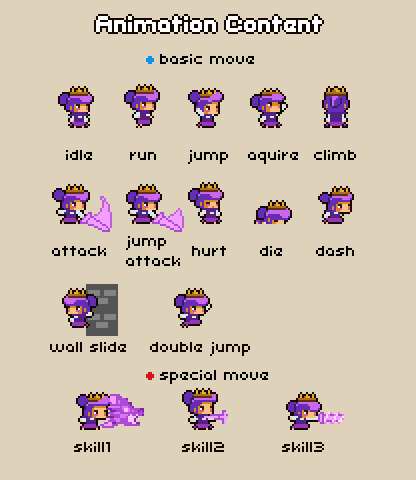 Animation Content
basic move
idle run jump aquire climb
attack jump attack hurt die dash
wall slide double jump
special move
skill1 skill2 skill3